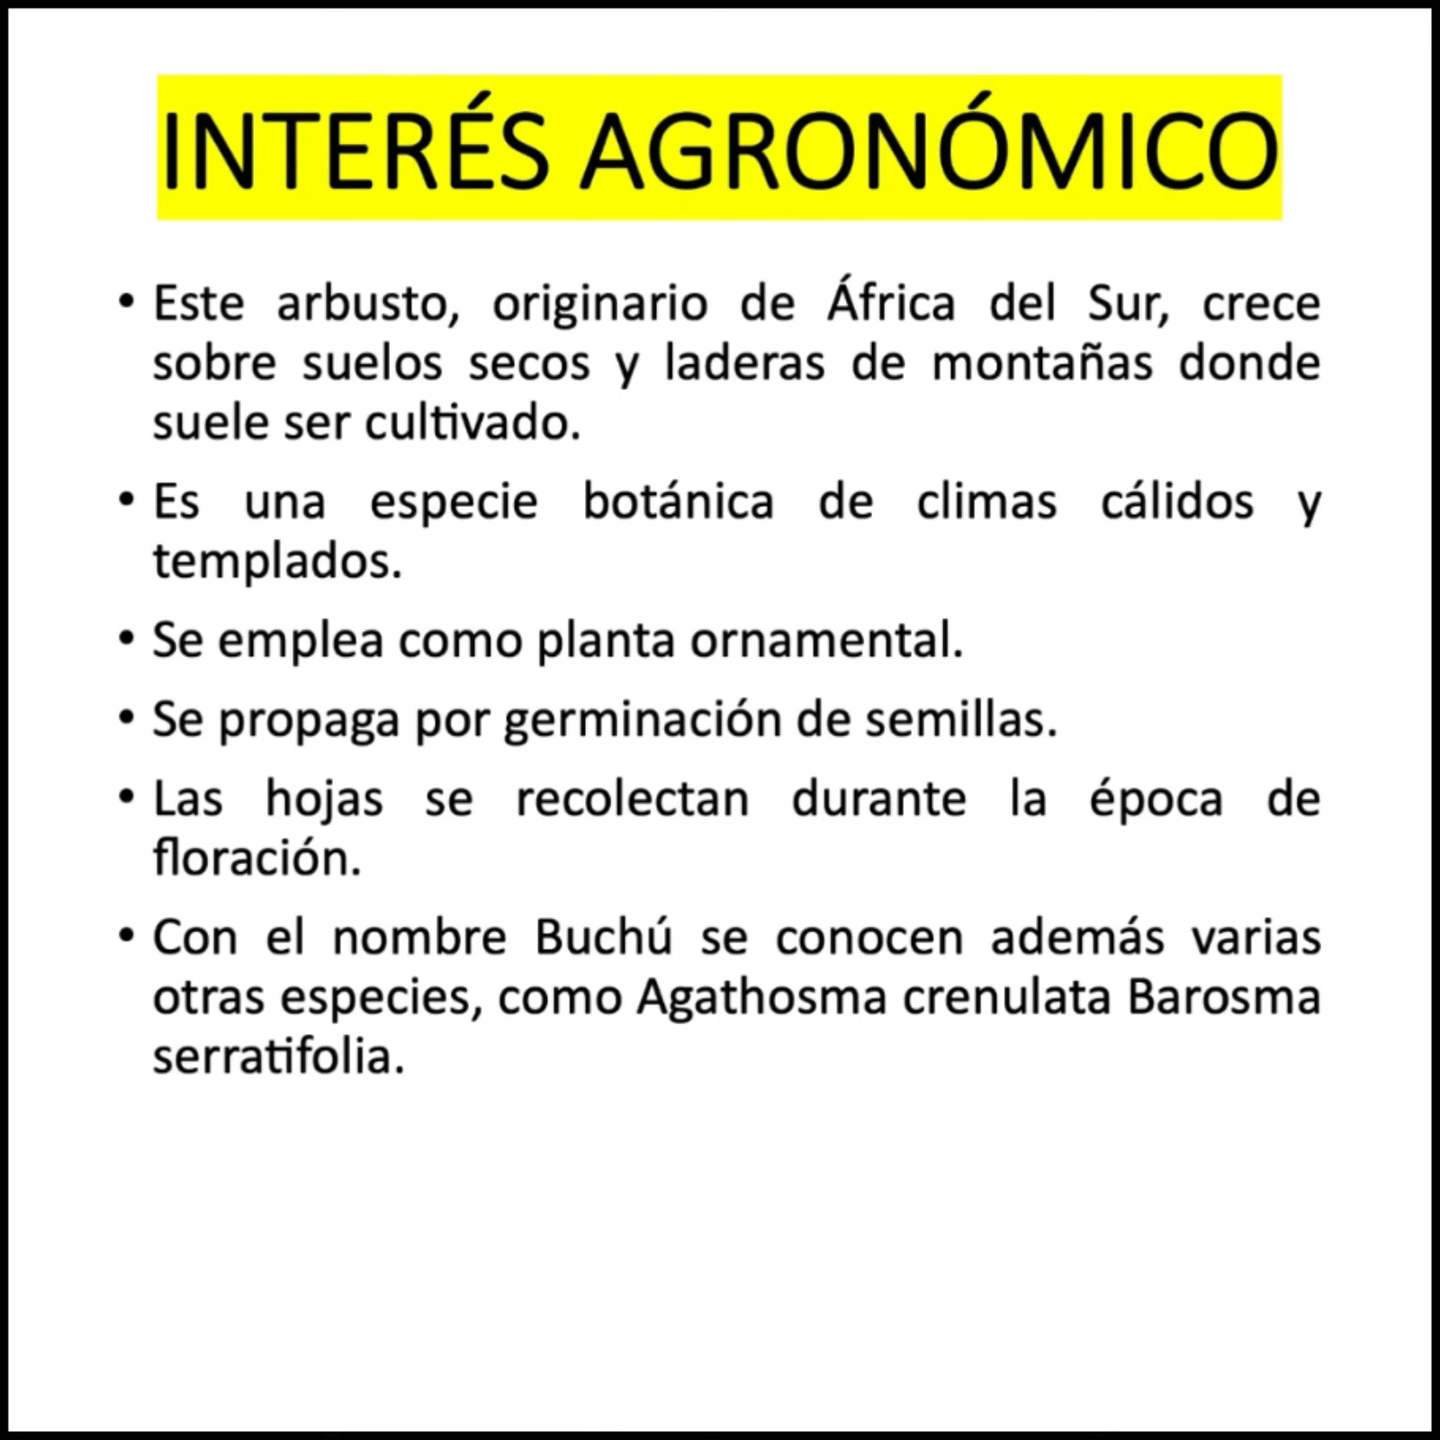 INTERÉS AGRONÓMICO
• Este arbusto, originario de África del Sur, crece
sobre suelos secos y laderas de montañas donde
suele ser cultivado.
• Es una especie botánica de climas cálidos y
templados.
• Se emplea como planta ornamental.
• Se propaga por germinación de semillas.
• Las hojas se recolectan durante la época de
floración.
• Con el nombre Buchú se conocen además varias
otras especies, como Agathosma crenulata Barosma
serratifolia.